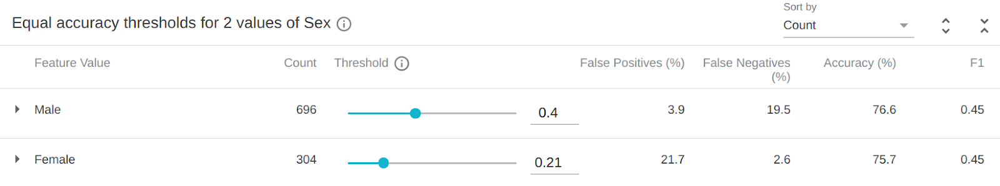 Sort by
Equal accuracy thresholds for 2 values of Sex
Count
Feature Value Count Threshold False Positives (%) False Negatives (%) Accuracy (%) F1
Male 696 0.4 3.9 19.5 76.6 0.45
Female 304 0.21 21.7 2.6 75.7 0.45